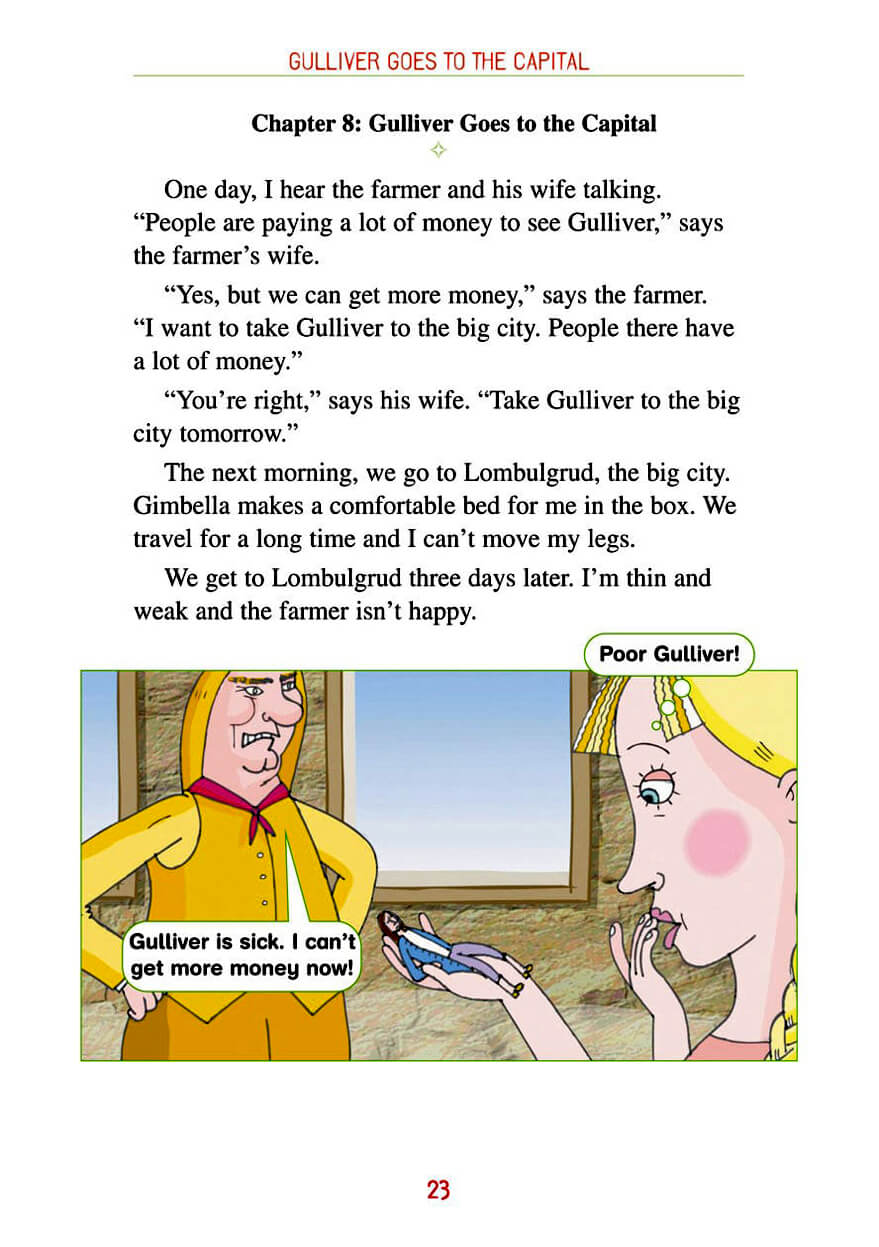 GULLIVER GOES TO THE CAPITAL
Chapter 8: Gulliver Goes to the Capital
One day, I hear the farmer and his wife talking.
“People are paying a lot of money to see Gulliver,” says
the farmer’s wife.
“Yes, but we can get more money,” says the farmer.
“I want to take Gulliver to the big city. People there have
a lot of money.”
“You’re right,” says his wife. “Take Gulliver to the big
city tomorrow.”
The next morning, we go to Lombulgrud, the big city.
Gimbella makes a comfortable bed for me in the box. We
travel for a long time and I can’t move my legs.
We get to Lombulgrud three days later. I’m thin and
weak and the farmer isn’t happy.
Poor Gulliver!
Gulliver is sick. I can’t
get more money now!
23